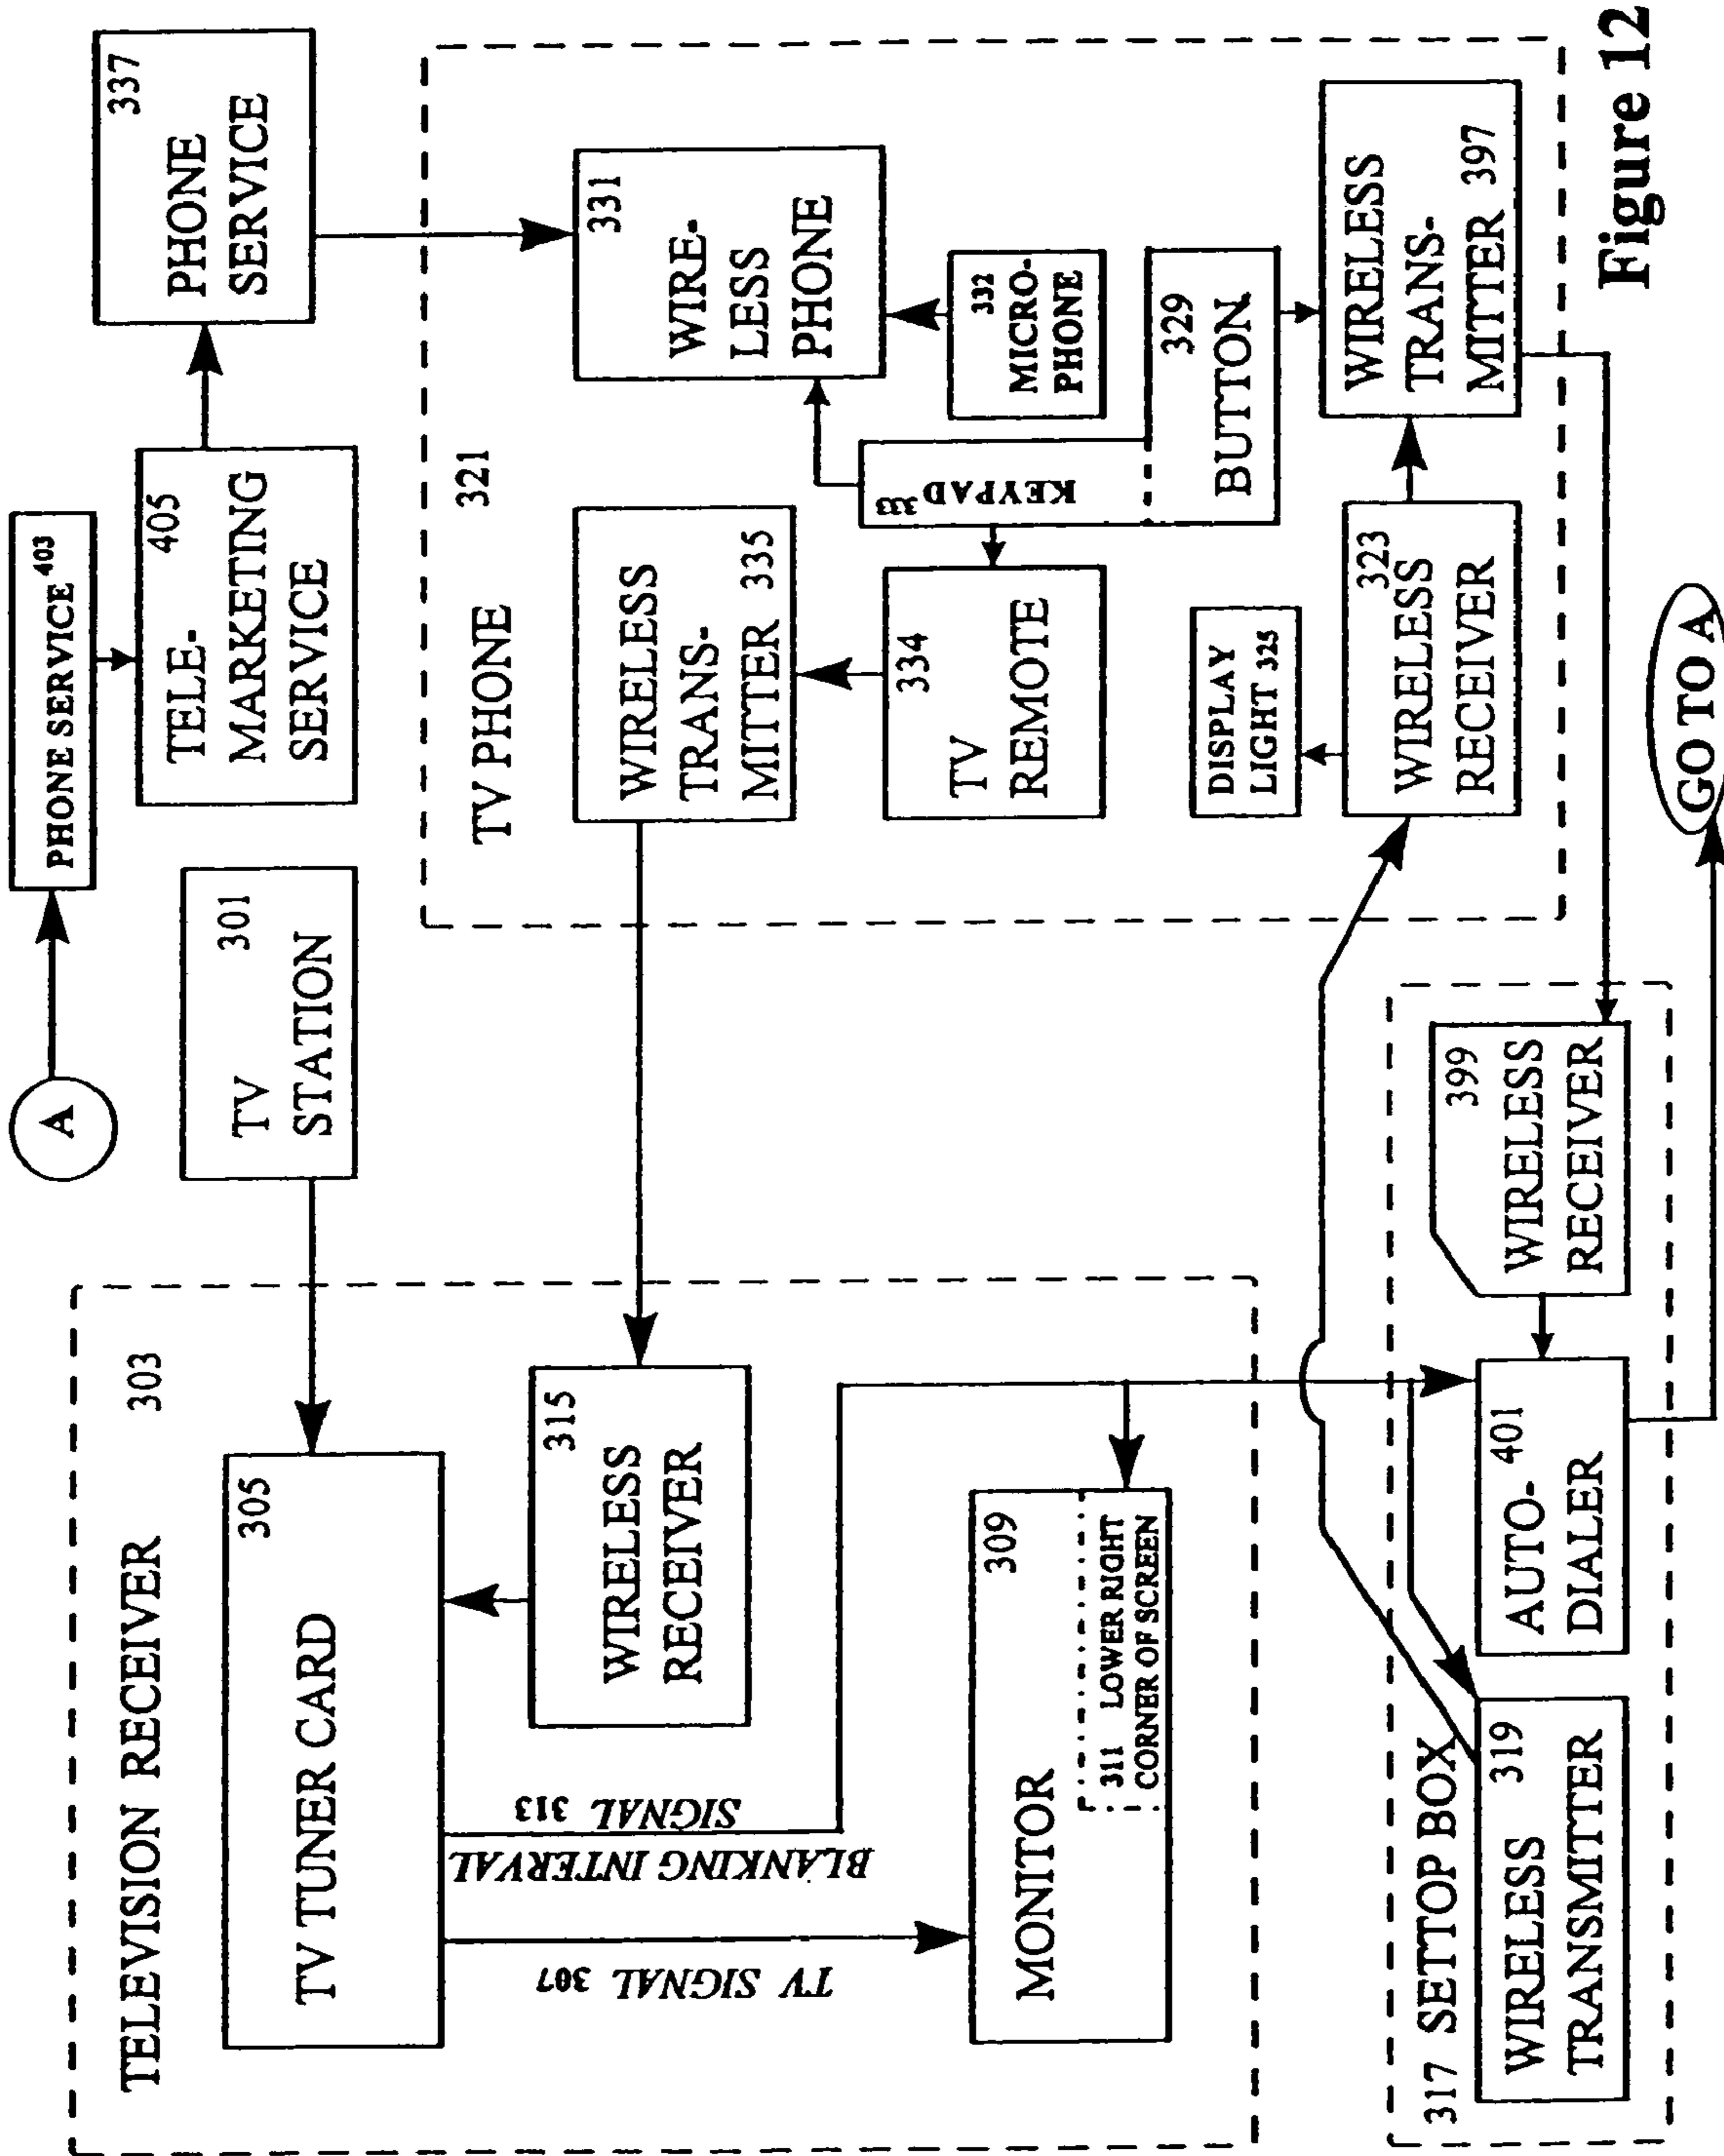 TELEVISION RECEIVER
303
305
TV TUNER CARD
315
WIRELESS
RECEIVER
TV SIGNAL 307
BLANKING INTERVAL
SIGNAL 313
309
MONITOR
311 LOWER RIGHT
CORNER OF SCREEN
317 SETTOP BOX
WIRELESS 319
TRANSMITTER
AUTO- 401
DIALER
399
WIRELESS
RECEIVER
A
PHONE SERVICE 403
301
TV
STATION
405
TELE-
MARKETING
SERVICE
337
PHONE
SERVICE
TV PHONE 321
WIRELESS
TRANS-
MITTER 335
331
WIRE-
LESS
PHONE
334
TV
REMOTE
KEYPAD 333
332
MICRO-
PHONE
329
BUTTON
DISPLAY
LIGHT 325
323
WIRELESS
RECEIVER
WIRELESS
TRANS-
MITTER 397
GO TO A
Figure 12